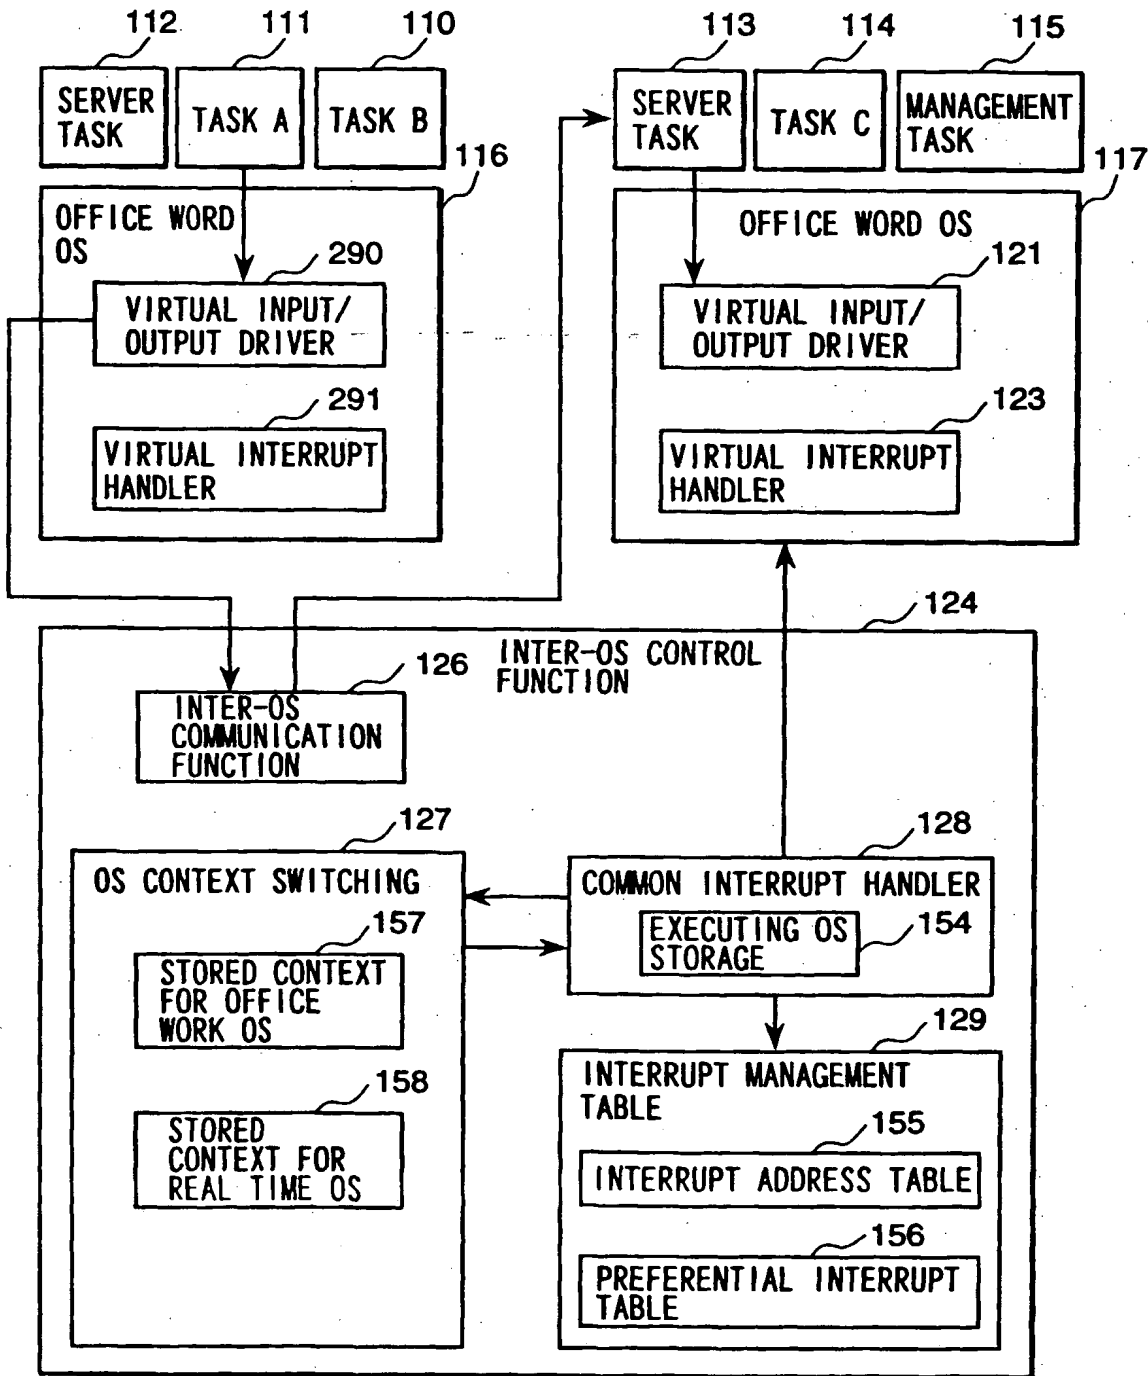 112
111
110
113
114
115
SERVER
TASK
TASK A
TASK B
SERVER
TASK
TASK C
MANAGEMENT
TASK
116
117
OFFICE WORD
OS
290
VIRTUAL INPUT/
OUTPUT DRIVER
291
VIRTUAL INTERRUPT
HANDLER
OFFICE WORD OS
121
VIRTUAL INPUT/
OUTPUT DRIVER
123
VIRTUAL INTERRUPT
HANDLER
124
INTER-OS CONTROL
FUNCTION
126
INTER-OS
COMMUNICATION
FUNCTION
127
OS CONTEXT SWITCHING
157
STORED CONTEXT
FOR OFFICE
WORK OS
158
STORED
CONTEXT FOR
REAL TIME OS
128
COMMON INTERRUPT HANDLER
EXECUTING OS
STORAGE
154
129
INTERRUPT MANAGEMENT
TABLE
155
INTERRUPT ADDRESS TABLE
156
PREFERENTIAL INTERRUPT
TABLE